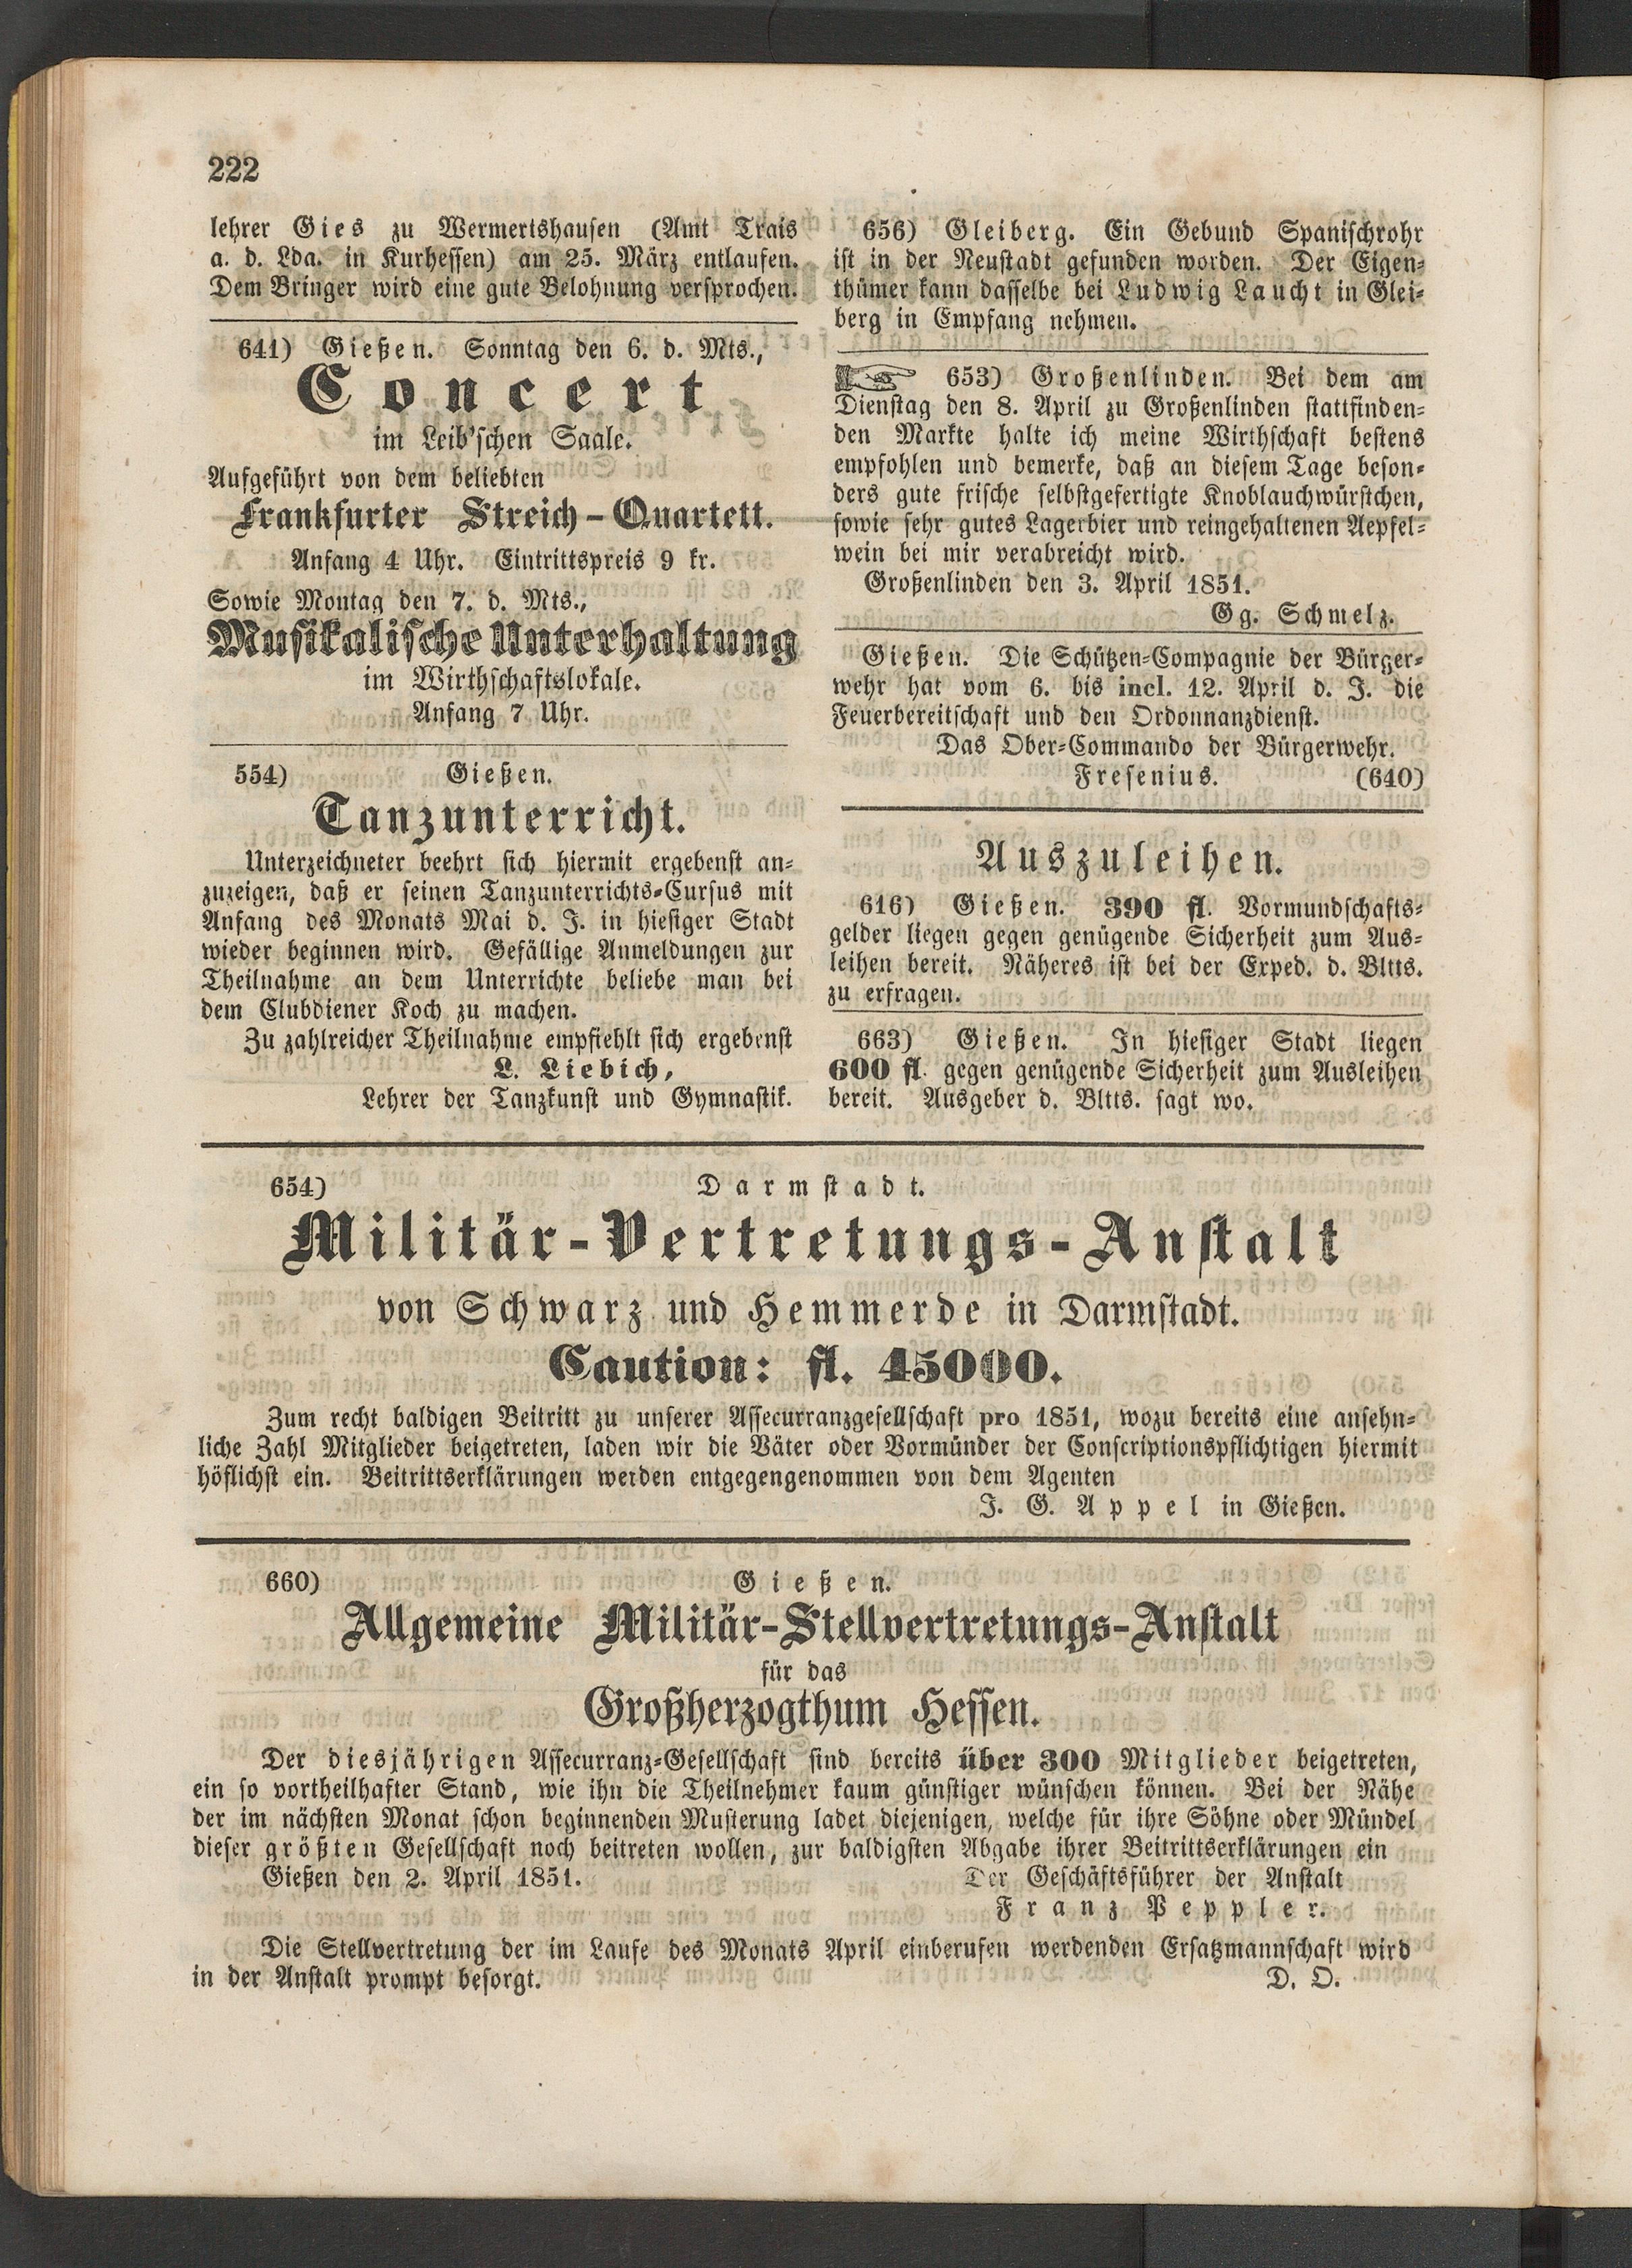 222
lehrer Gies zu Wermertshausen (Amt Trais
a. d. Lda. in Kurhessen) am 25. März entlaufen.
Dem Bringer wird eine gute Belohnung versprochen.
641) Gießen. Sonntag den 6. d. Mts.,
Concert
im Leib'schen Saale.
Aufgeführt von dem beliebten
Frankfurter Streich-Quartett.
Anfang 4 Uhr. Eintrittspreis 9 kr.
Sowie Montag den 7. d. Mts.,
Musikalische Unterhaltung
im Wirthschaftslokale.
Anfang 7 Uhr.
554) Gießen.
Tanzunterricht.
Unterzeichneter beehrt sich hiermit ergebenst an-
zuzeigen, daß er seinen Tanzunterrichts-Cursus mit
Anfang des Monats Mai d. J. in hiesiger Stadt
wieder beginnen wird. Gefällige Anmeldungen zur
Theilnahme an dem Unterrichte beliebe man bei
dem Clubdiener Koch zu machen.
Zu zahlreicher Theilnahme empfiehlt sich ergebenst
L. Liebich,
Lehrer der Tanzkunst und Gymnastik.
656) Gleiberg. Ein Gebund Spanischrohr
ist in der Neustadt gefunden worden. Der Eigen-
thümer kann dasselbe bei Ludwig Laucht in Glei-
berg in Empfang nehmen.
653) Großenlinden. Bei dem am
Dienstag den 8. April zu Großenlinden stattfinden-
den Markte halte ich meine Wirthschaft bestens
empfohlen und bemerke, daß an diesem Tage beson-
ders gute frische selbstgefertigte Knoblauchwürstchen,
sowie sehr gutes Lagerbier und reingehaltenen Aepfel-
wein bei mir verabreicht wird.
Großenlinden den 3. April 1851.
Gg. Schmelz.
Gießen. Die Schützen-Compagnie der Bürger-
wehr hat vom 6. bis incl. 12. April d. J. die
Feuerbereitschaft und den Ordonnanzdienst.
Das Ober-Commando der Bürgerwehr.
Fresenius. (640)
Auszuleihen.
616) Gießen. 390 fl. Vormundschafts-
gelder liegen gegen genügende Sicherheit zum Aus-
leihen bereit. Näheres ist bei der Exped. d. Bltts.
zu erfragen.
663) Gießen. In hiesiger Stadt liegen
600 fl. gegen genügende Sicherheit zum Ausleihen
bereit. Ausgeber d. Bltts. sagt wo.
654) Darmstadt.
Militär-Vertretungs-Anstalt
von Schwarz und Hemmerde in Darmstadt.
Caution: fl. 45000.
Zum recht baldigen Beitritt zu unserer Assecurranzgesellschaft pro 1851, wozu bereits eine ansehn-
liche Zahl Mitglieder beigetreten, laden wir die Väter oder Vormünder der Conscriptionspflichtigen hiermit
höflichst ein. Beitrittserklärungen werden entgegengenommen von dem Agenten
J. G. Appel in Gießen.
660) Gießen.
Allgemeine Militär-Stellvertretungs-Anstalt
für das
Großherzogthum Hessen.
Der diesjährigen Assecurranz-Gesellschaft sind bereits über 300 Mitglieder beigetreten,
ein so vortheilhafter Stand, wie ihn die Theilnehmer kaum günstiger wünschen können. Bei der Nähe
der im nächsten Monat schon beginnenden Musterung ladet diejenigen, welche für ihre Söhne oder Mündel
dieser größten Gesellschaft noch beitreten wollen, zur baldigsten Abgabe ihrer Beitrittserklärungen ein
Gießen den 2. April 1851. Der Geschäftsführer der Anstalt
Franz Peppler.
Die Stellvertretung der im Laufe des Monats April einberufen werdenden Ersatzmannschaft wird
in der Anstalt prompt besorgt. D. O.